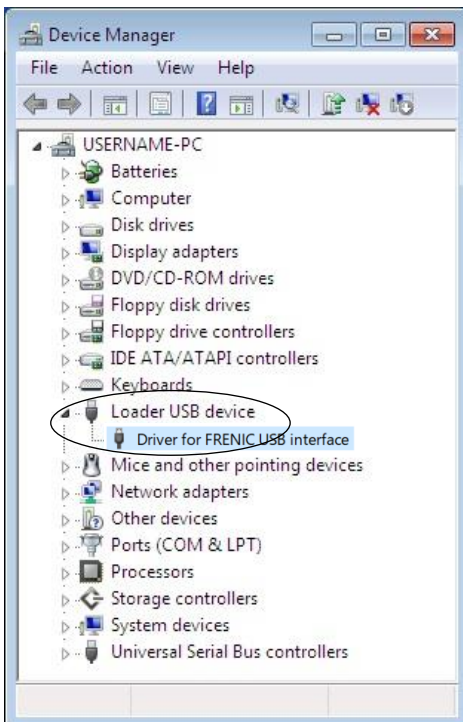 Device Manager
File Action View Help
USERNAME-PC
Batteries
Computer
Disk drives
Display adapters
DVD/CD-ROM drives
Floppy disk drives
Floppy drive controllers
IDE ATA/ATAPI controllers
Keyboards
Loader USB device
Driver for FRENIC USB interface
Mice and other pointing devices
Network adapters
Other devices
Ports (COM & LPT)
Processors
Storage controllers
System devices
Universal Serial Bus controllers